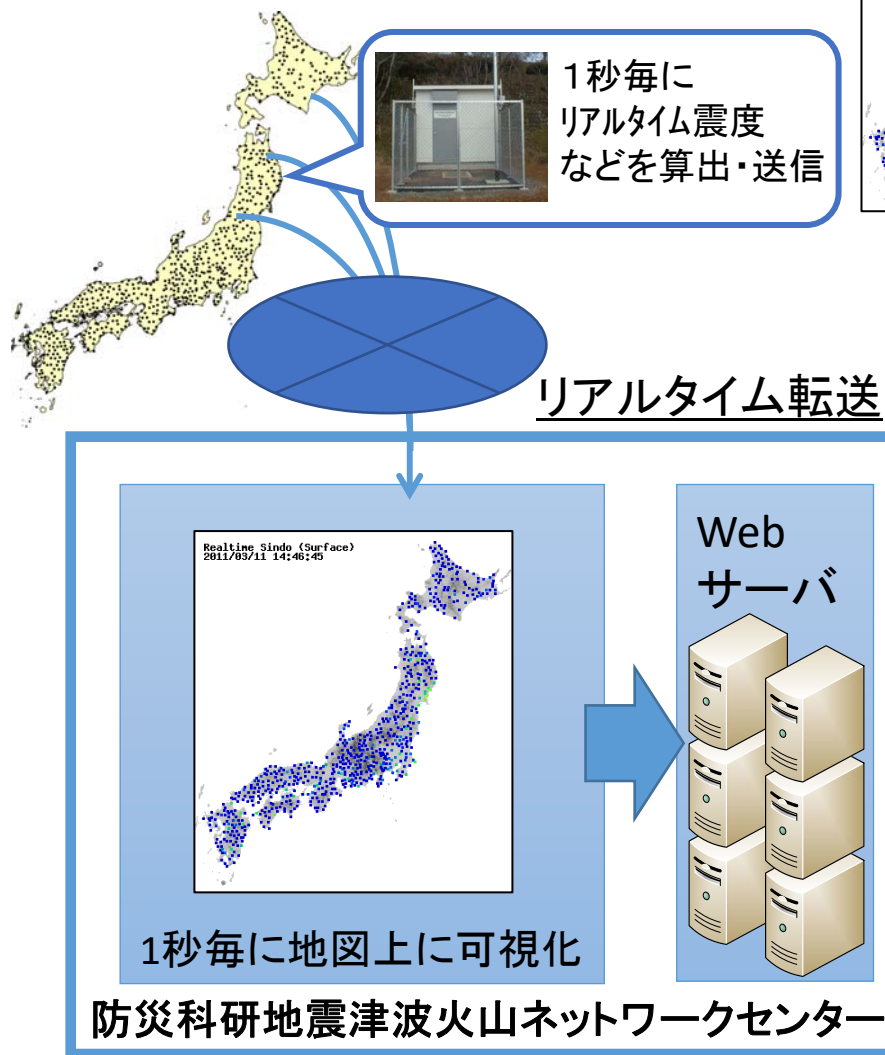 1秒毎に
リアルタイム震度
などを算出・送信
リアルタイム転送
Realtime Sindo (Surface)
2011/03/11 14:46:45
Web
サーバ
1秒毎に地図上に可視化
防災科研地震津波火山ネットワークセンター